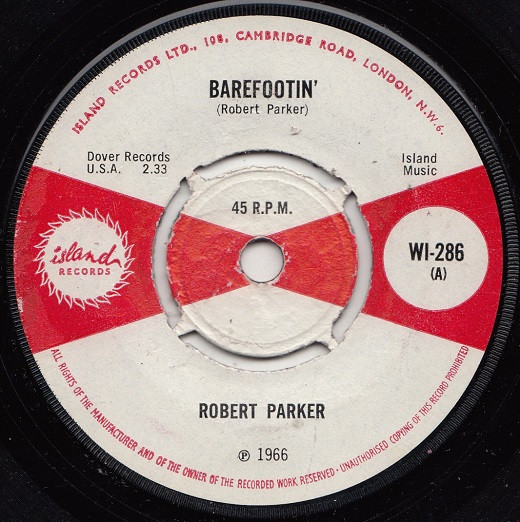 ISLAND RECORDS LTD., 108, CAMBRIDGE ROAD, LONDON, N.W.6.
BAREFOOTIN'
(Robert Parker)
Dover Records
U.S.A. 2.33
Island
Music
45 R.P.M.
island
RECORDS
WI-286
(A)
ROBERT PARKER
℗ 1966
ALL RIGHTS OF THE MANUFACTURER AND OF THE OWNER OF THE RECORDED WORK RESERVED · UNAUTHORISED COPYING OF THIS RECORD PROHIBITED